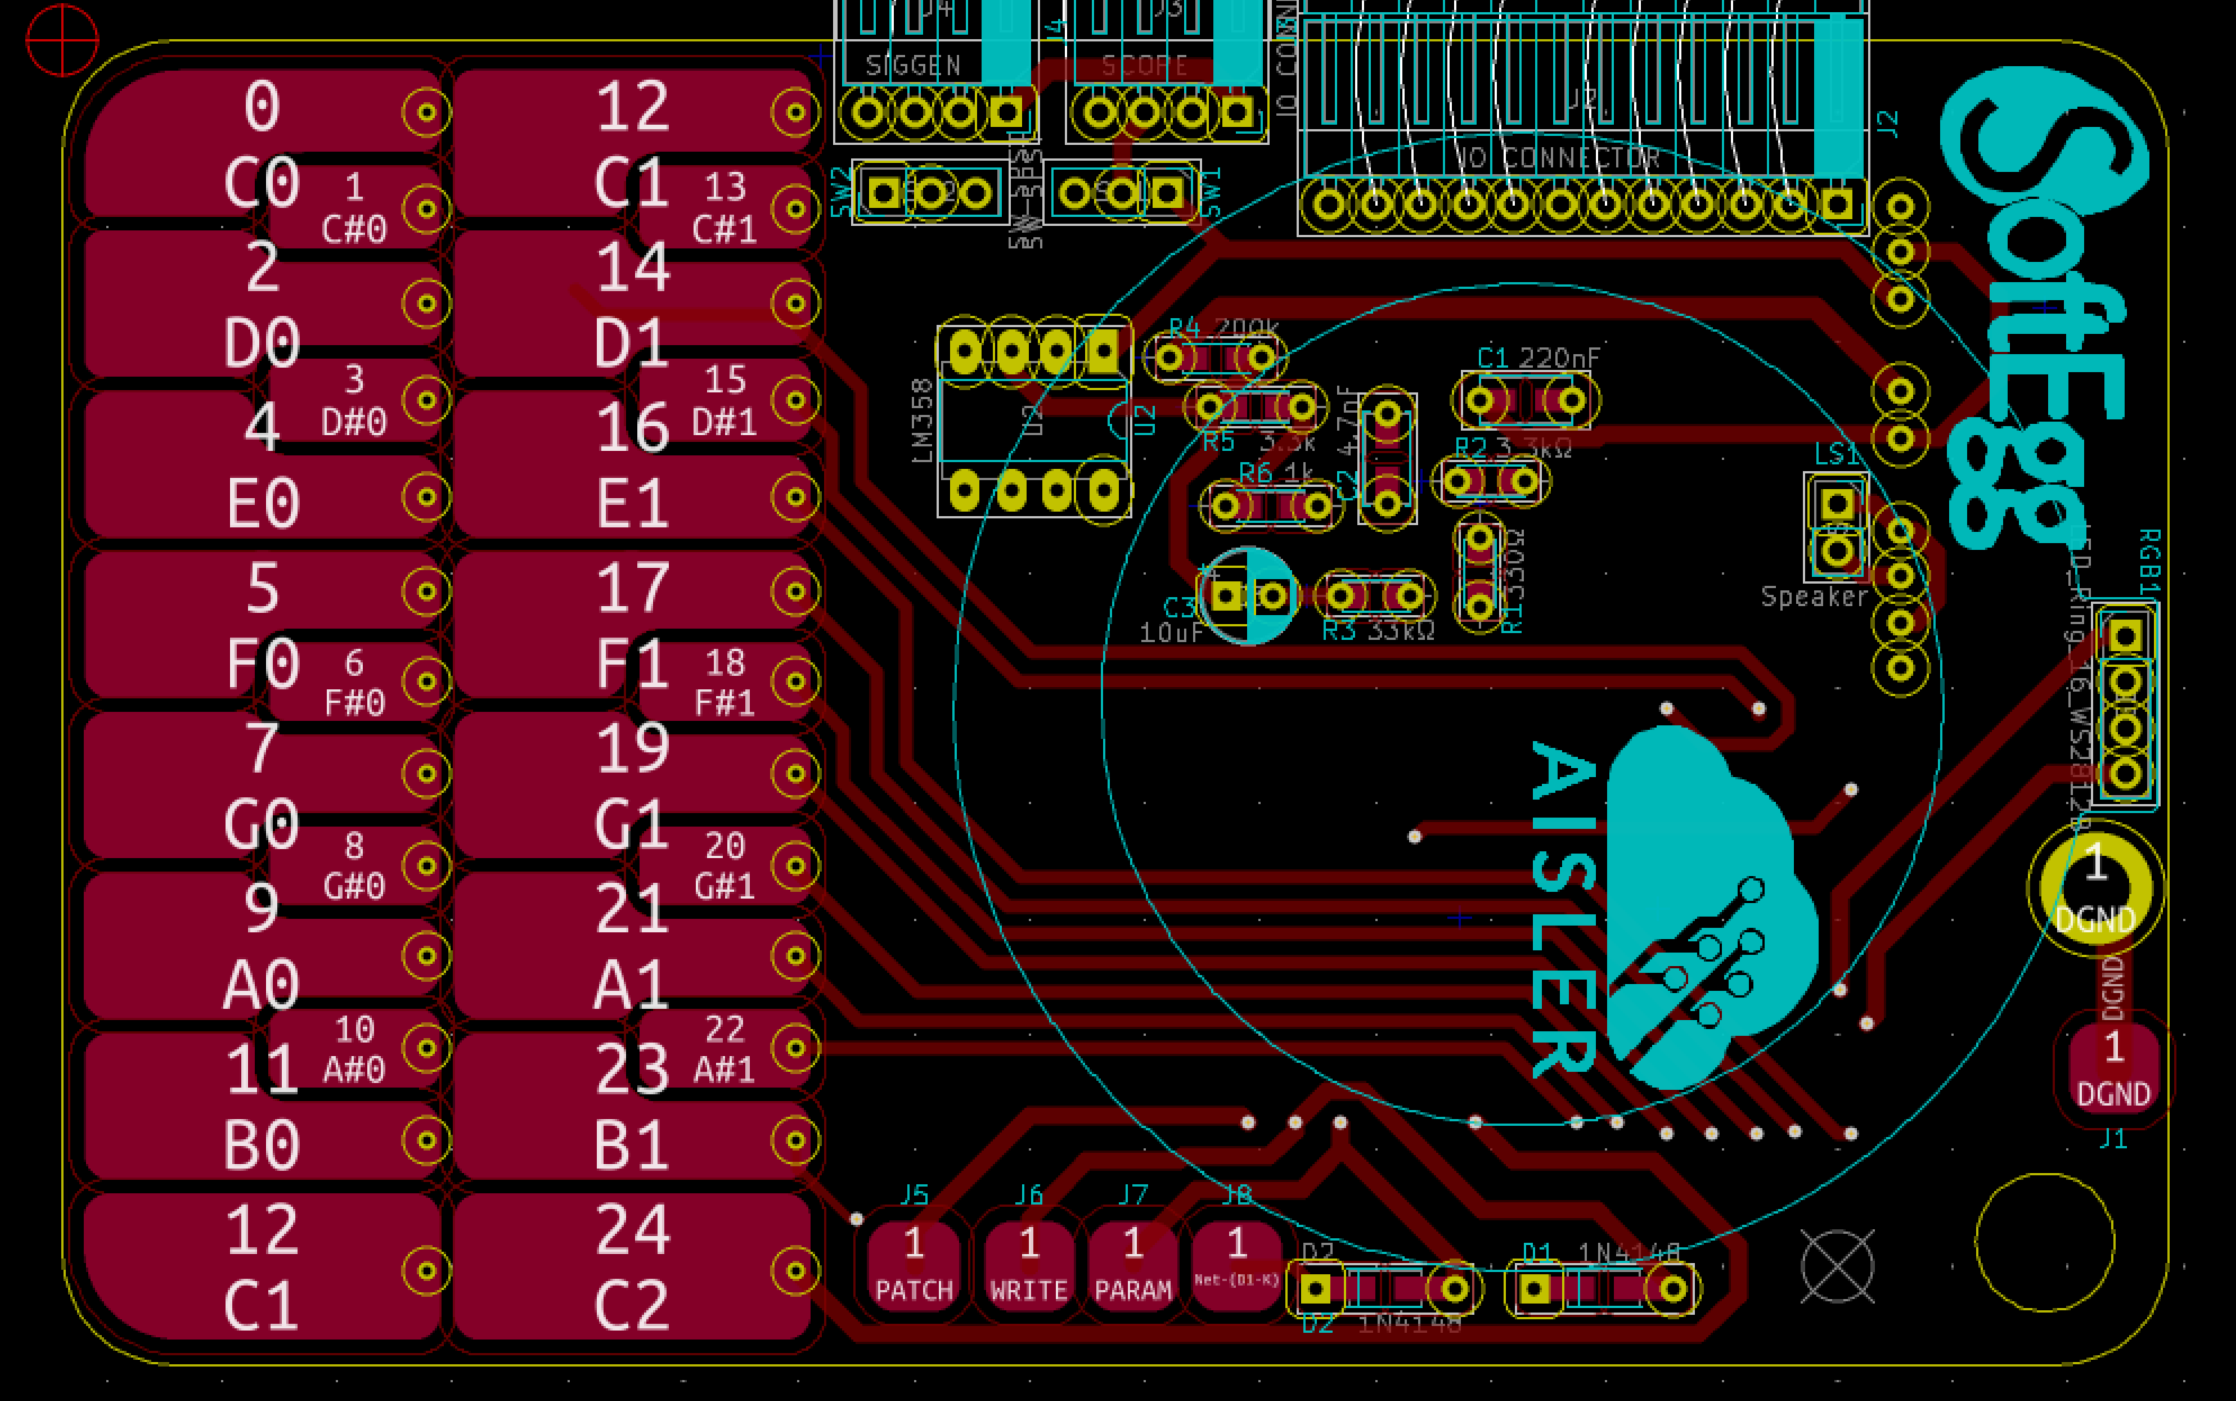 0
C0
1
C#0
2
D0
3
D#0
4
E0
5
F0
6
F#0
7
G0
8
G#0
9
A0
10
A#0
11
B0
12
C1
12
C1
13
C#1
14
D1
15
D#1
16
E1
17
F1
18
F#1
19
G1
20
G#1
21
A1
22
A#1
23
B1
24
C2
J4
SIGGEN
J4
J3
SCOPE
J2
IO CONNECTOR
J2
SW2
SW1
LM358
U2
U2
R4 200k
R5 3.3k
R6 1k
C2 4.7nF
C1 220nF
R2 3.3kΩ
R1 330Ω
C3
10uF
R3 33kΩ
LS1
Speaker
SoftEgg
RGB1
LED_Ring_16_WS2812B
AISLER
1
DGND
DGND
1
DGND
J1
J5
1
PATCH
J6
1
WRITE
J7
1
PARAM
J8
1
Net-(D1-K)
D2
D2 1N4148
D1 1N4148